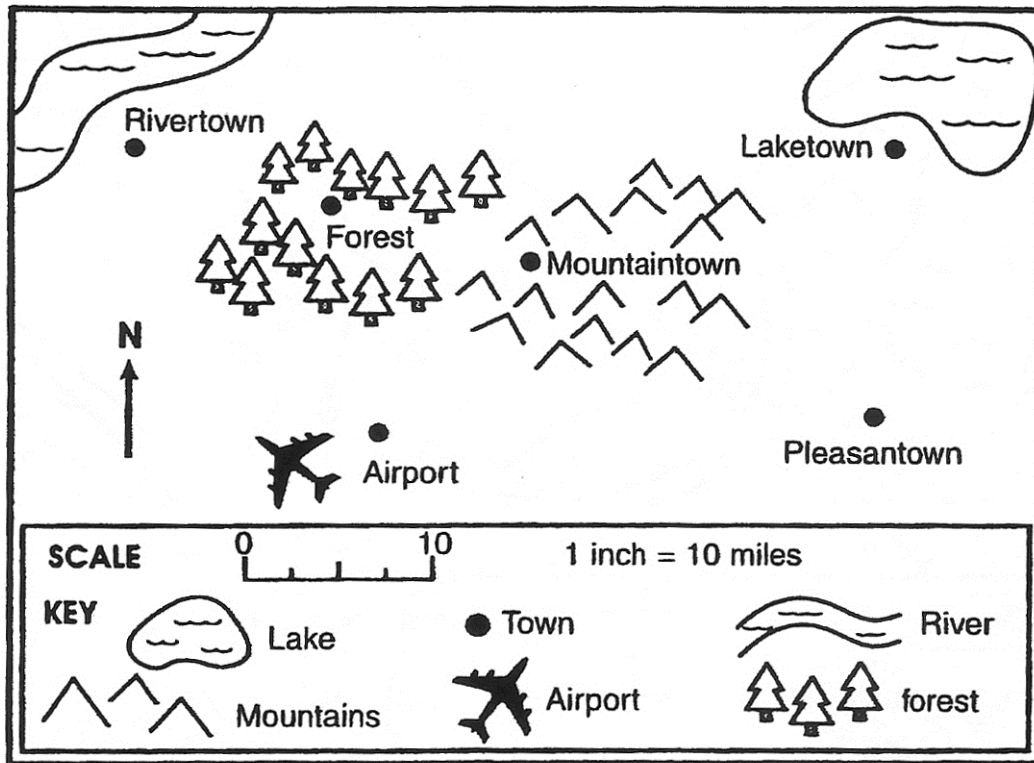 Rivertown
Laketown
Forest
Mountaintown
N
Pleasantown
Airport
SCALE
0 10
1 inch = 10 miles
KEY
Lake
Town
River
Mountains
Airport
forest